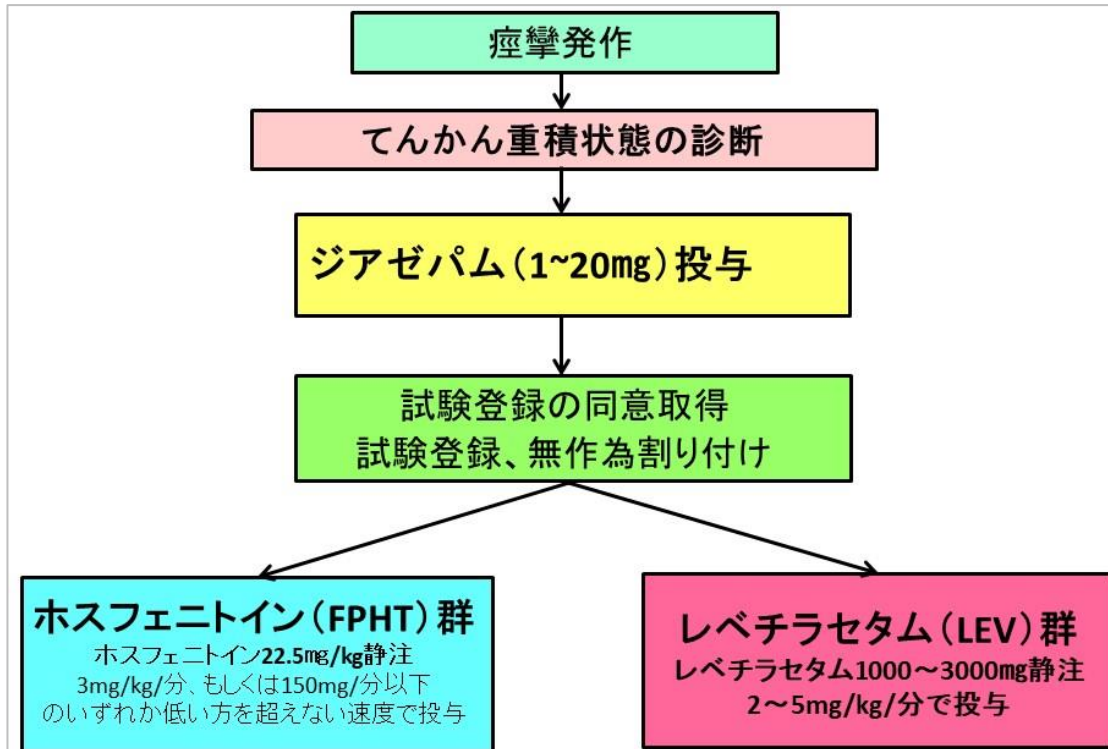 痙攣発作
てんかん重積状態の診断
ジアゼパム（1~20㎎）投与
試験登録の同意取得
試験登録、無作為割り付け
ホスフェニトイン（FPHT）群
ホスフェニトイン22.5㎎/kg静注
3mg/kg/分、もしくは150mg/分以下
のいずれか低い方を超えない速度で投与
レベチラセタム（LEV）群
レベチラセタム1000～3000㎎静注
2～5mg/kg/分で投与